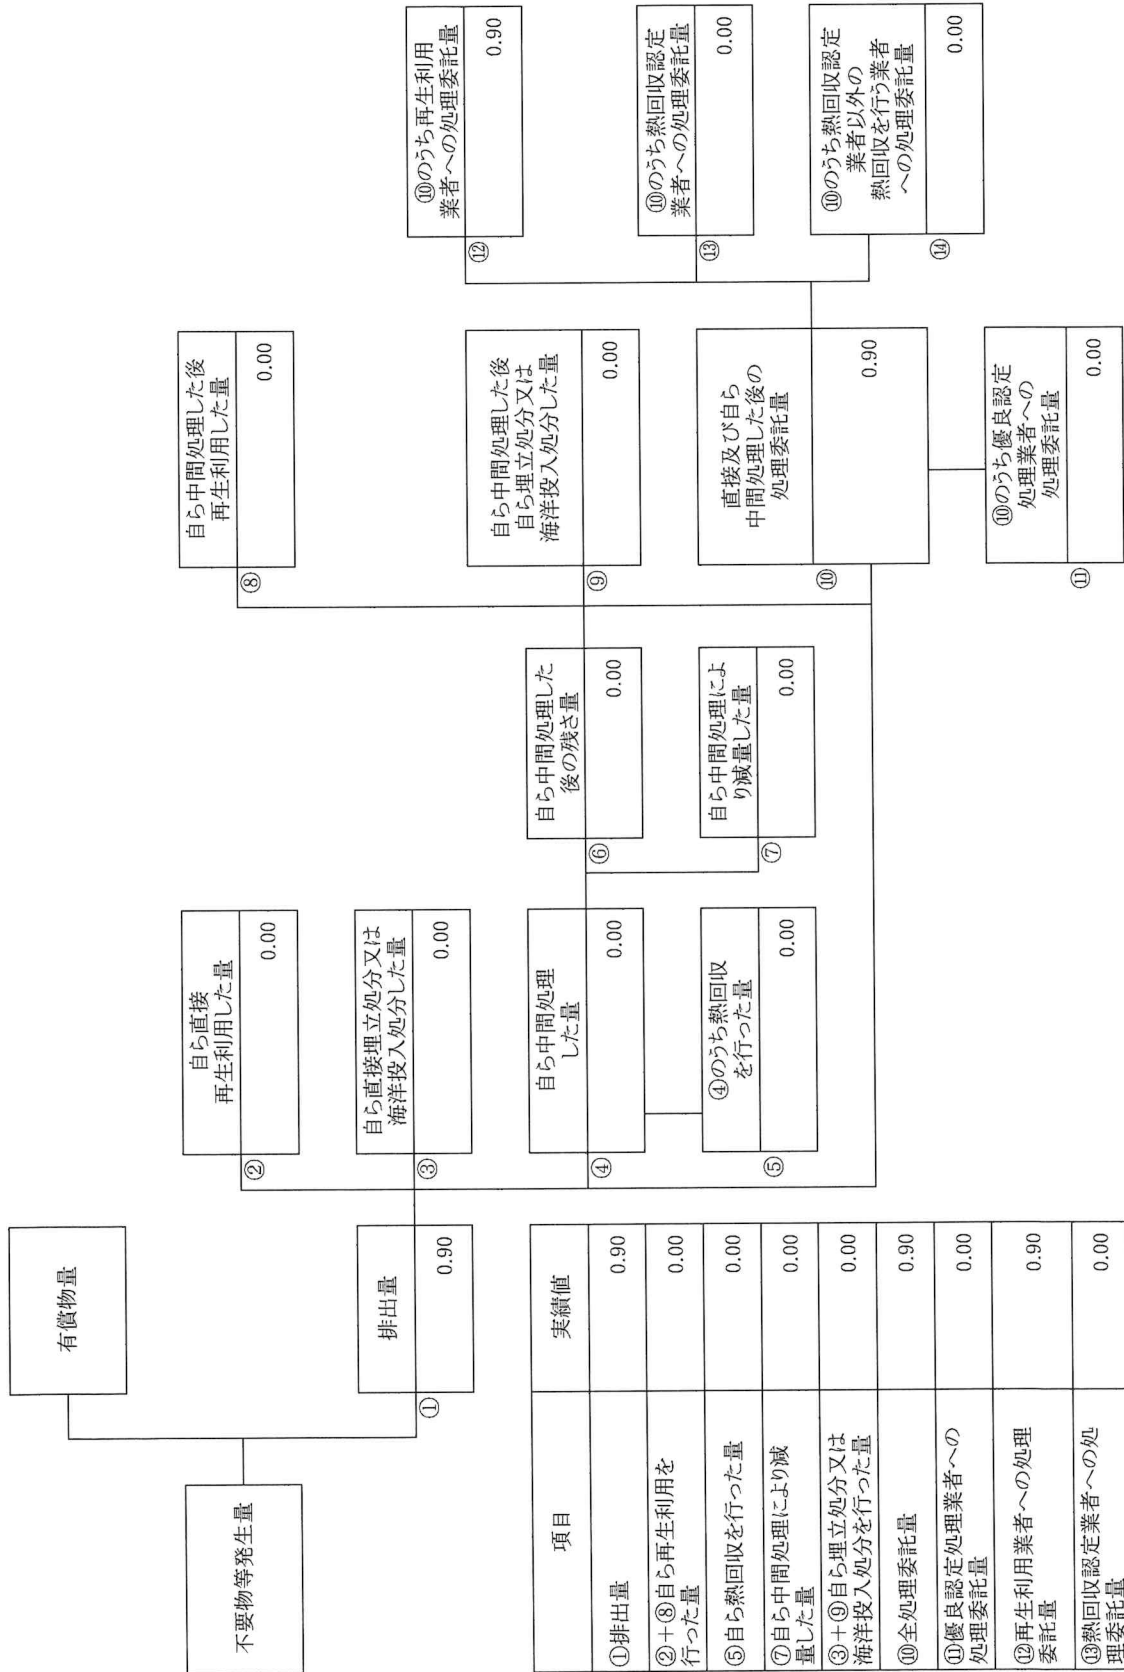 不要物等発生量
有償物量
排出量
①
0.90
自ら直接
再生利用した量
②
0.00
自ら直接埋立処分又は
海洋投入処分した量
③
0.00
自ら中間処理
した量
④
0.00
④のうち熱回収
を行った量
⑤
0.00
自ら中間処理した
後の残さ量
⑥
0.00
自ら中間処理によ
り減量した量
⑦
0.00
自ら中間処理した後
再生利用した量
⑧
0.00
自ら中間処理した後
自ら埋立処分又は
海洋投入処分した量
⑨
0.00
直接及び自ら
中間処理した後の
処理委託量
⑩
0.90
⑩のうち優良認定
処理業者への
処理委託量
⑪
0.00
⑩のうち再生利用
業者への処理委託量
⑫
0.90
⑩のうち熱回収認定
業者への処理委託量
⑬
0.00
⑩のうち熱回収認定
業者以外の
熱回収を行う業者
への処理委託量
⑭
0.00
項目 実績値
①排出量 0.90
②+⑧自ら再生利用を
行った量 0.00
⑤自ら熱回収を行った量 0.00
⑦自ら中間処理により減
量した量 0.00
③+⑨自ら埋立処分又は
海洋投入処分を行った量 0.00
⑩全処理委託量 0.90
⑪優良認定処理業者への
処理委託量 0.00
⑫再生利用業者への処理
委託量 0.90
⑬熱回収認定業者への処
理委託量 0.00